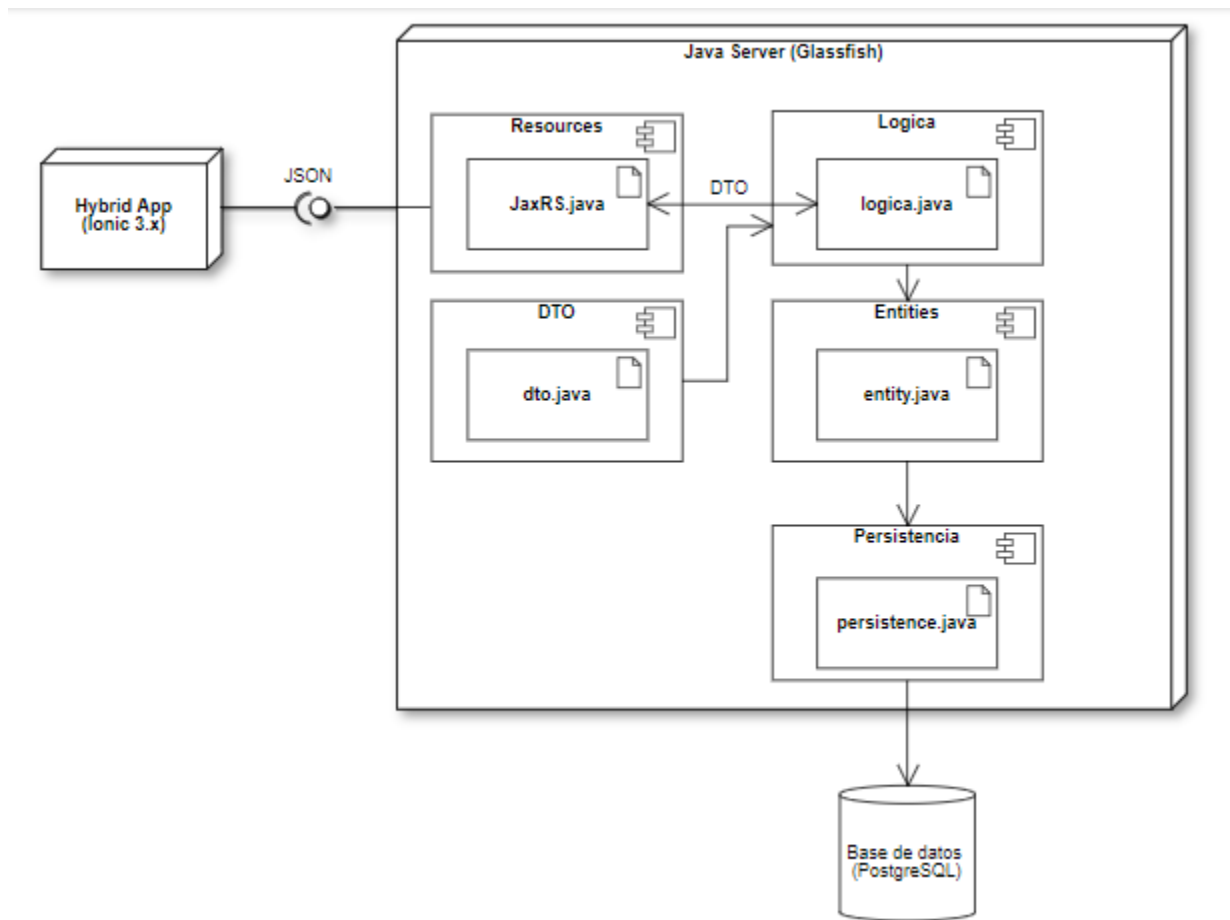 Java Server (Glassfish)
Resources
Logica
JaxRS.java
DTO
logica.java
JSON
Hybrid App
(Ionic 3.x)
DTO
dto.java
Entities
entity.java
Persistencia
persistence.java
Base de datos
(PostgreSQL)